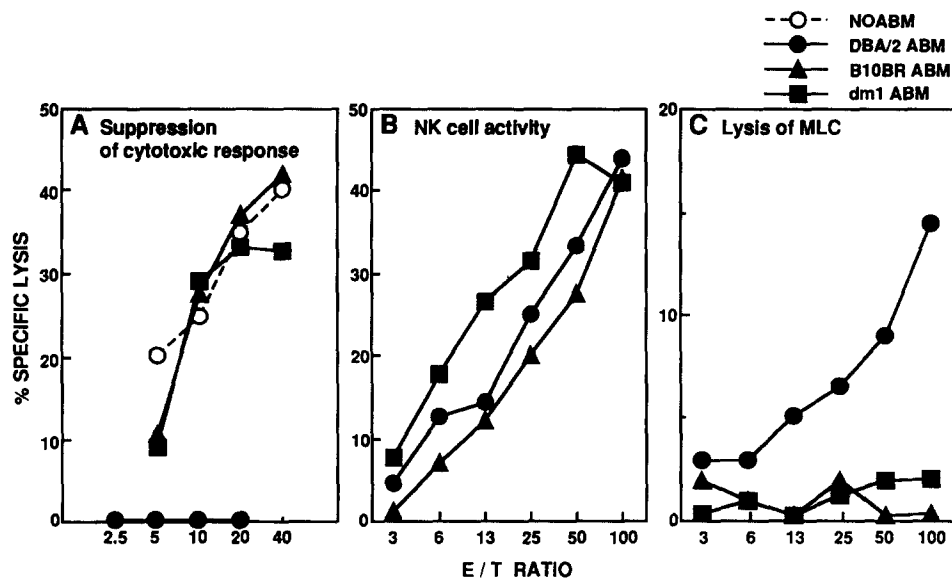 NOABM
DBA/2 ABM
B10BR ABM
dm1 ABM
A Suppression
of cytotoxic response
B NK cell activity
C Lysis of MLC
% SPECIFIC LYSIS
50
40
30
20
10
0
2.5 5 10 20 40
50
40
30
20
10
0
3 6 13 25 50 100
20
10
0
3 6 13 25 50 100
E / T RATIO